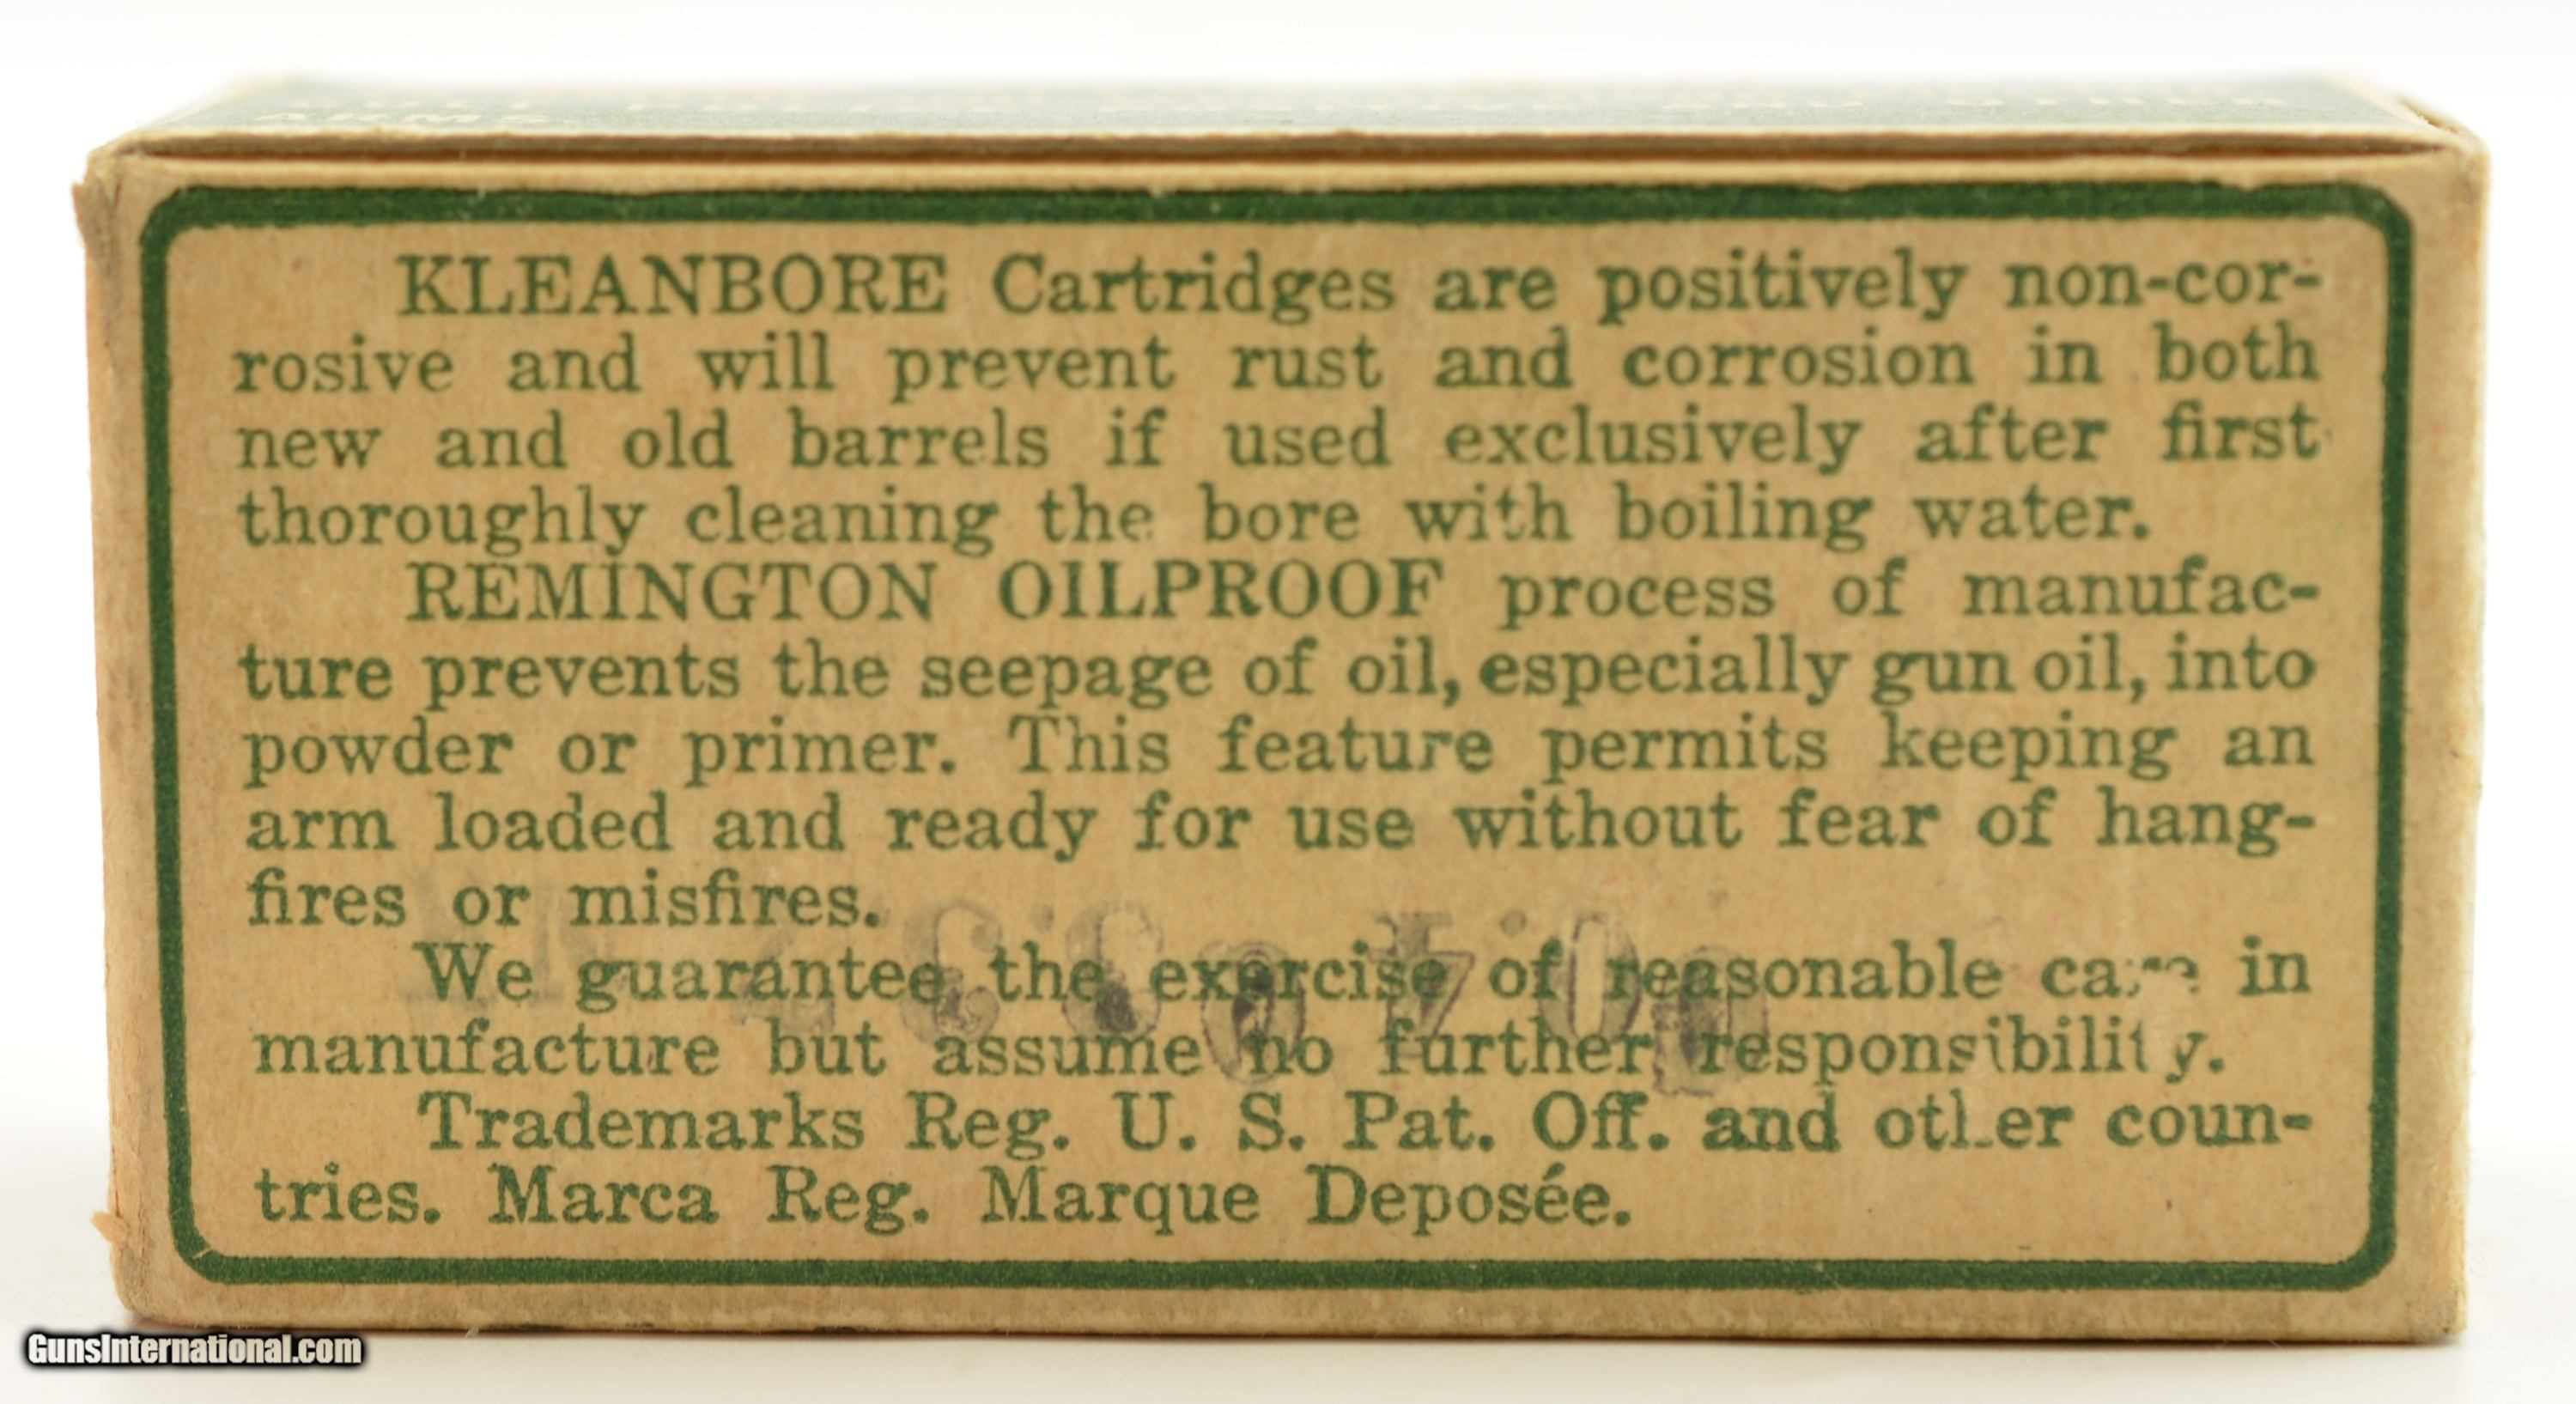 ARMS
KLEANBORE Cartridges are positively non-cor-
rosive and will prevent rust and corrosion in both
new and old barrels if used exclusively after first
thoroughly cleaning the bore with boiling water.
REMINGTON OILPROOF process of manufac-
ture prevents the seepage of oil, especially gun oil, into
powder or primer. This feature permits keeping an
arm loaded and ready for use without fear of hang-
fires or misfires.
We guarantee the exercise of reasonable care in
manufacture but assume no further responsibility.
Trademarks Reg. U. S. Pat. Off. and other coun-
tries. Marca Reg. Marque Deposée.
GunsInternational.com